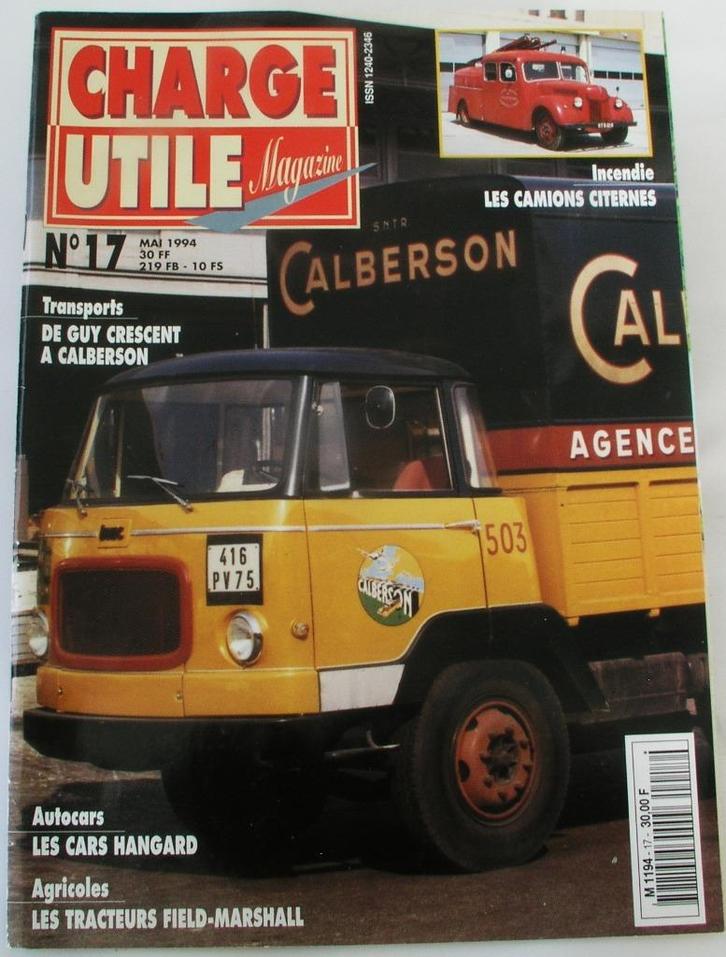 CHARGE
UTILE Magazine
ISSN 1240-2346
Incendie
LES CAMIONS CITERNES
N° 17
MAI 1994
30 FF
219 FB - 10 FS
Transports
DE GUY CRESCENT
A CALBERSON
SNTR
CALBERSON
CAL
AGENCE
416
PV75
503
CALBERSON
Autocars
LES CARS HANGARD
Agricoles
LES TRACTEURS FIELD-MARSHALL
M 1194 - 17 - 30,00 F